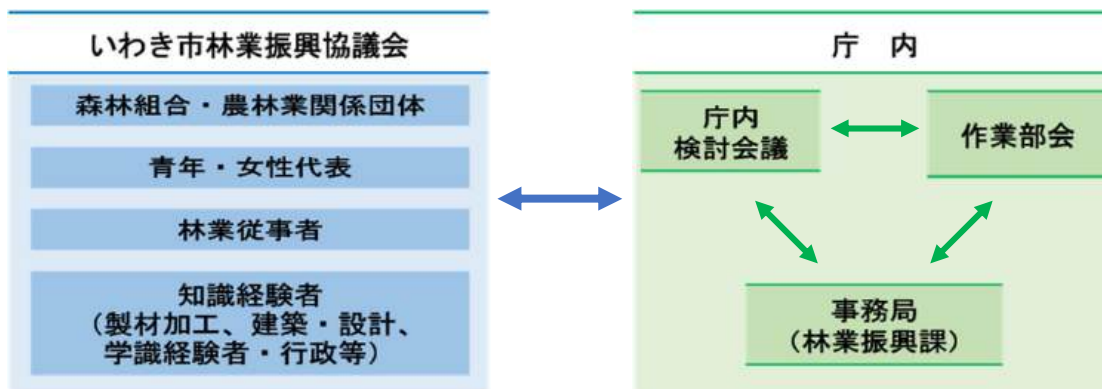 いわき市林業振興協議会
森林組合・農林業関係団体
青年・女性代表
林業従事者
知識経験者
（製材加工、建築・設計、
学識経験者・行政等）
庁　内
庁内
検討会議
作業部会
事務局
（林業振興課）